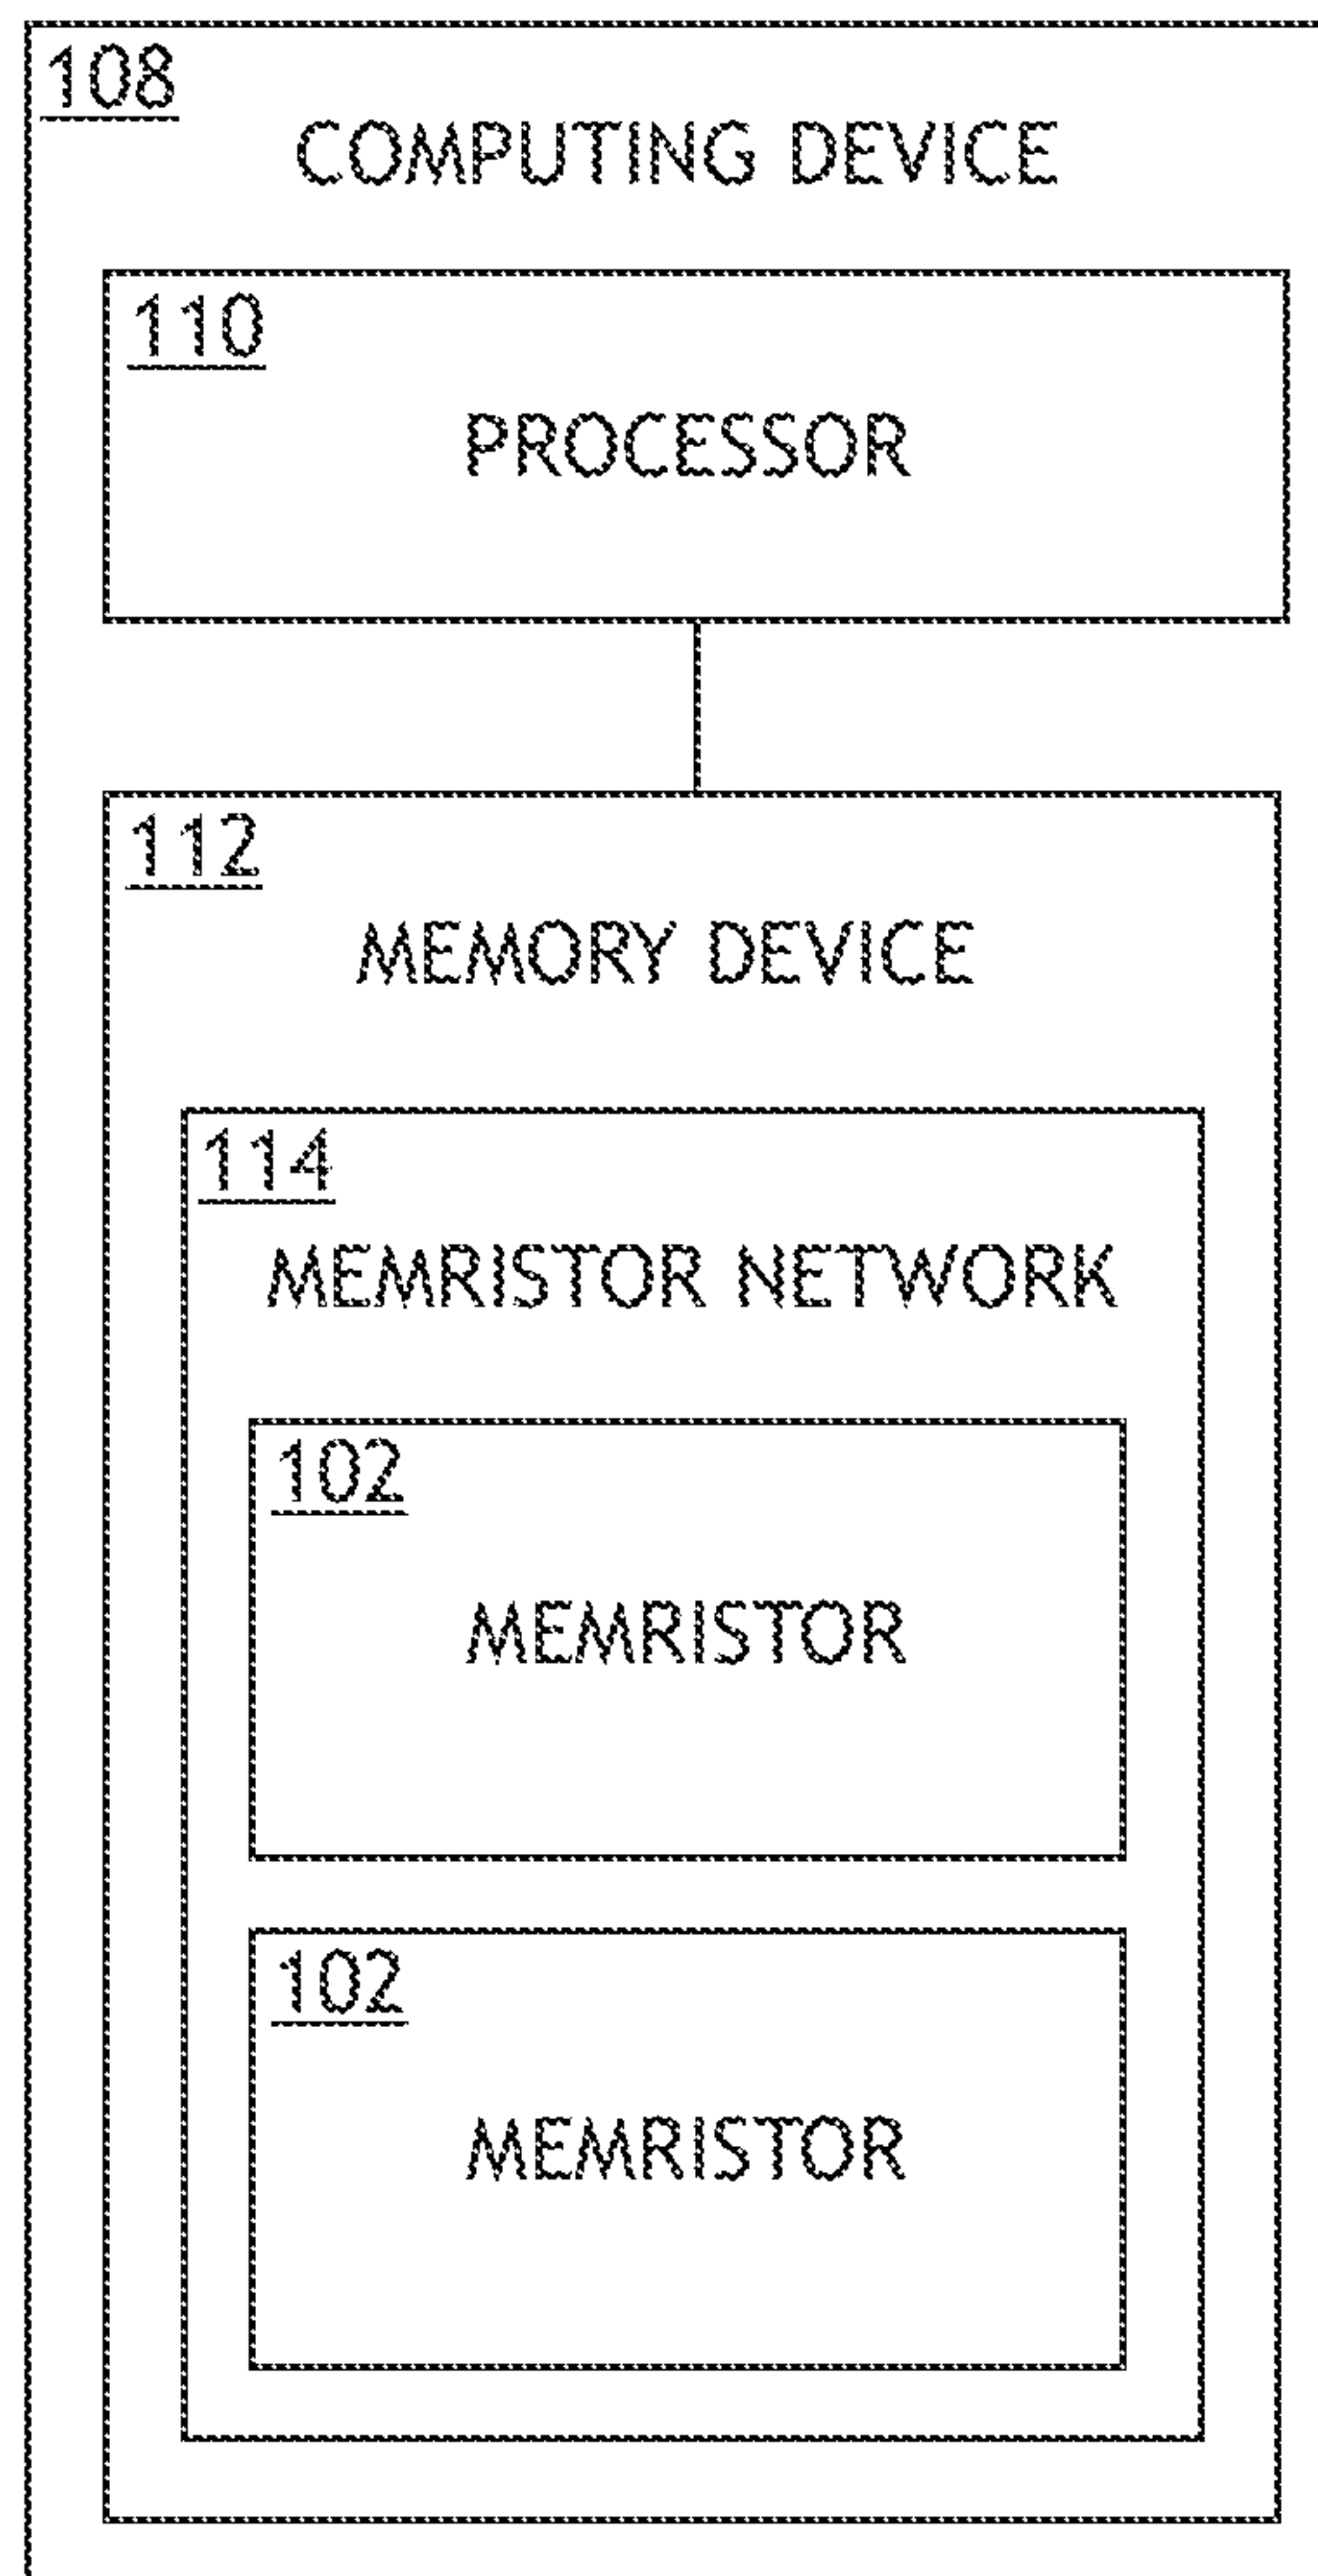 108
COMPUTING DEVICE
110
PROCESSOR
112
MEMORY DEVICE
114
MEMRISTOR NETWORK
102
MEMRISTOR
102
MEMRISTOR